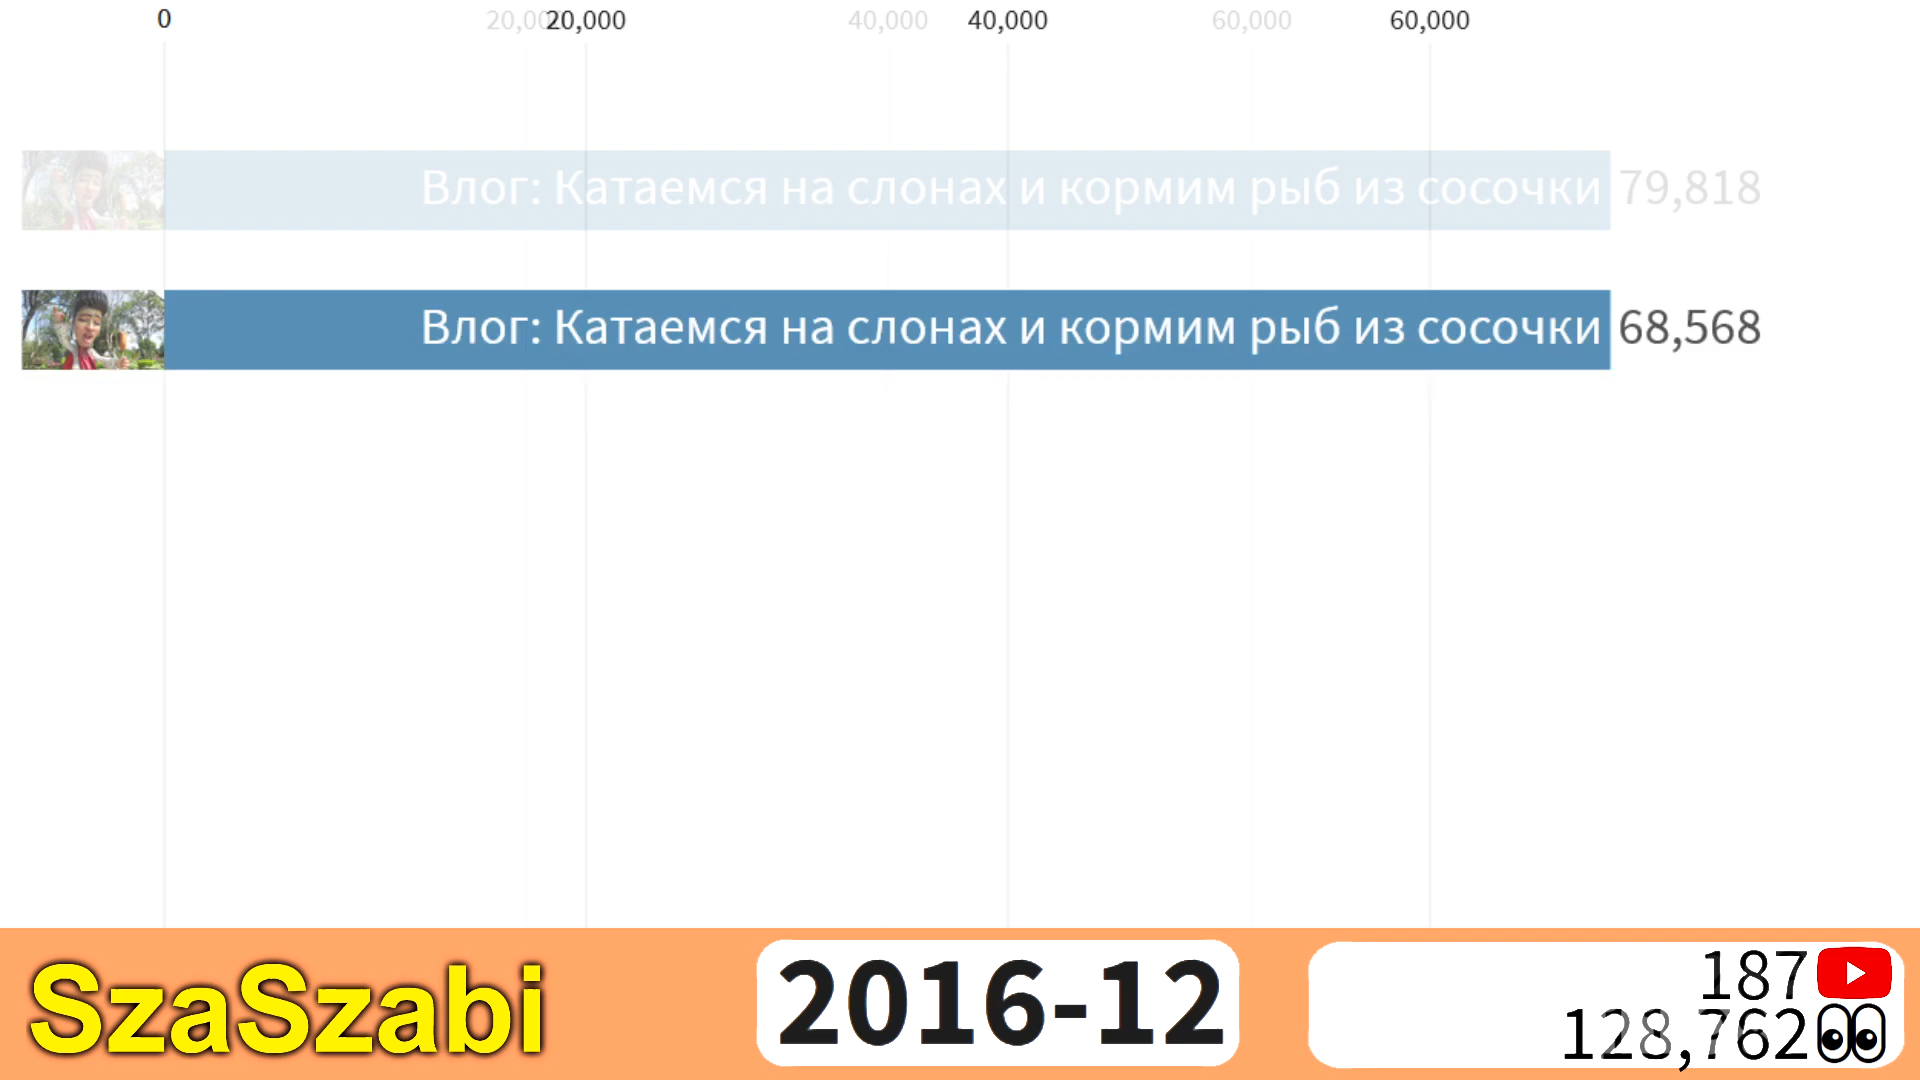 0 20,000 20,000 40,000 40,000 60,000 60,000
Влог: Катаемся на слонах и кормим рыб из сосочки 79,818
Влог: Катаемся на слонах и кормим рыб из сосочки 68,568
SzaSzabi
2016-12
187
128,762